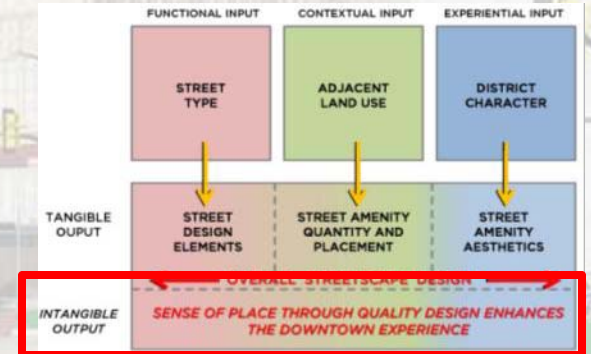 FUNCTIONAL INPUT CONTEXTUAL INPUT EXPERIENTIAL INPUT
STREET
TYPE
ADJACENT
LAND USE
DISTRICT
CHARACTER
TANGIBLE
OUPUT
STREET
DESIGN
ELEMENTS
STREET AMENITY
QUANTITY AND
PLACEMENT
STREET
AMENITY
AESTHETICS
OVERALL STREETSCAPE DESIGN
INTANGIBLE
OUTPUT
SENSE OF PLACE THROUGH QUALITY DESIGN ENHANCES
THE DOWNTOWN EXPERIENCE